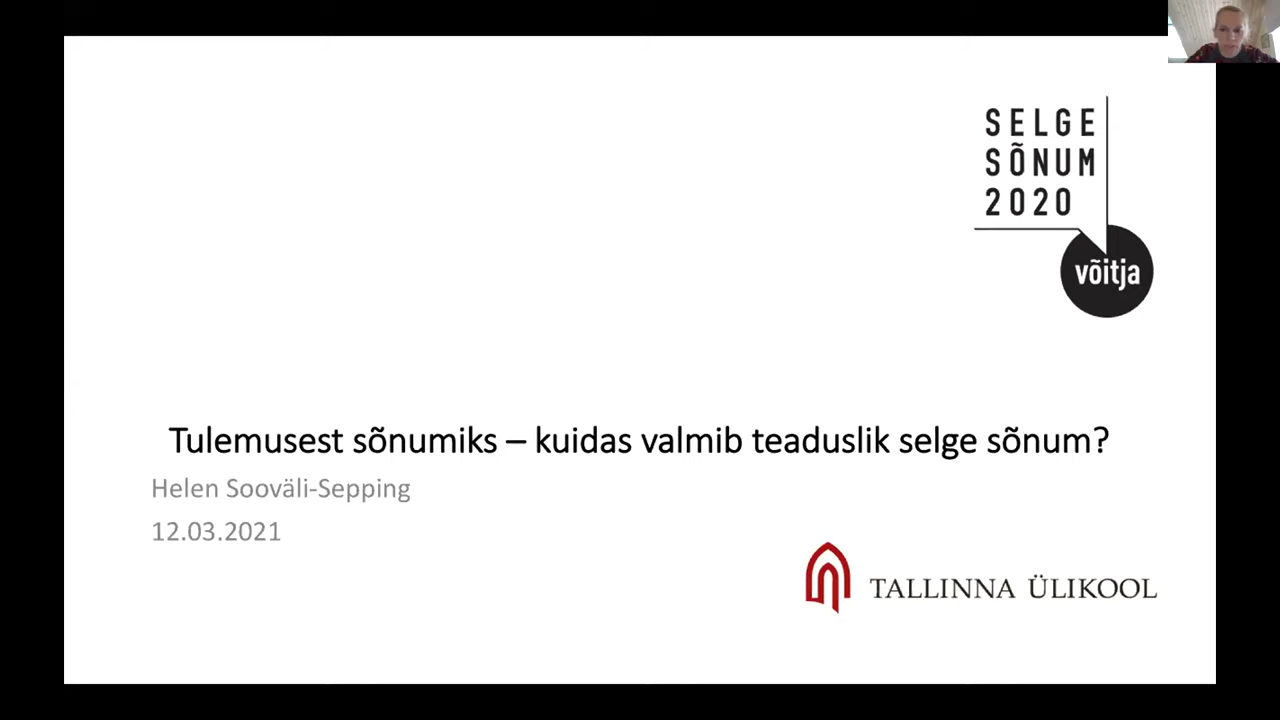 SELGE
SÕNUM
2020
võitja
Tulemusest sõnumiks – kuidas valmib teaduslik selge sõnum?
Helen Sooväli-Sepping
12.03.2021
TALLINNA ÜLIKOOL